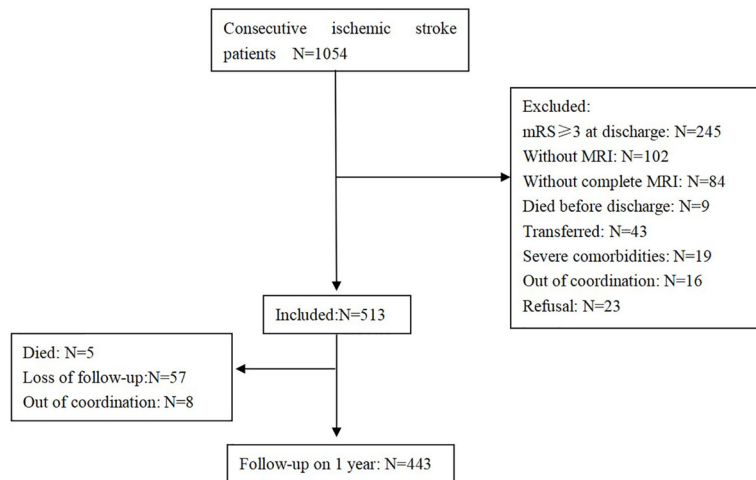 Consecutive ischemic stroke
patients N=1054
Excluded:
mRS≥3 at discharge: N=245
Without MRI: N=102
Without complete MRI: N=84
Died before discharge: N=9
Transferred: N=43
Severe comorbidities: N=19
Out of coordination: N=16
Refusal: N=23
Included:N=513
Died: N=5
Loss of follow-up:N=57
Out of coordination: N=8
Follow-up on 1 year: N=443